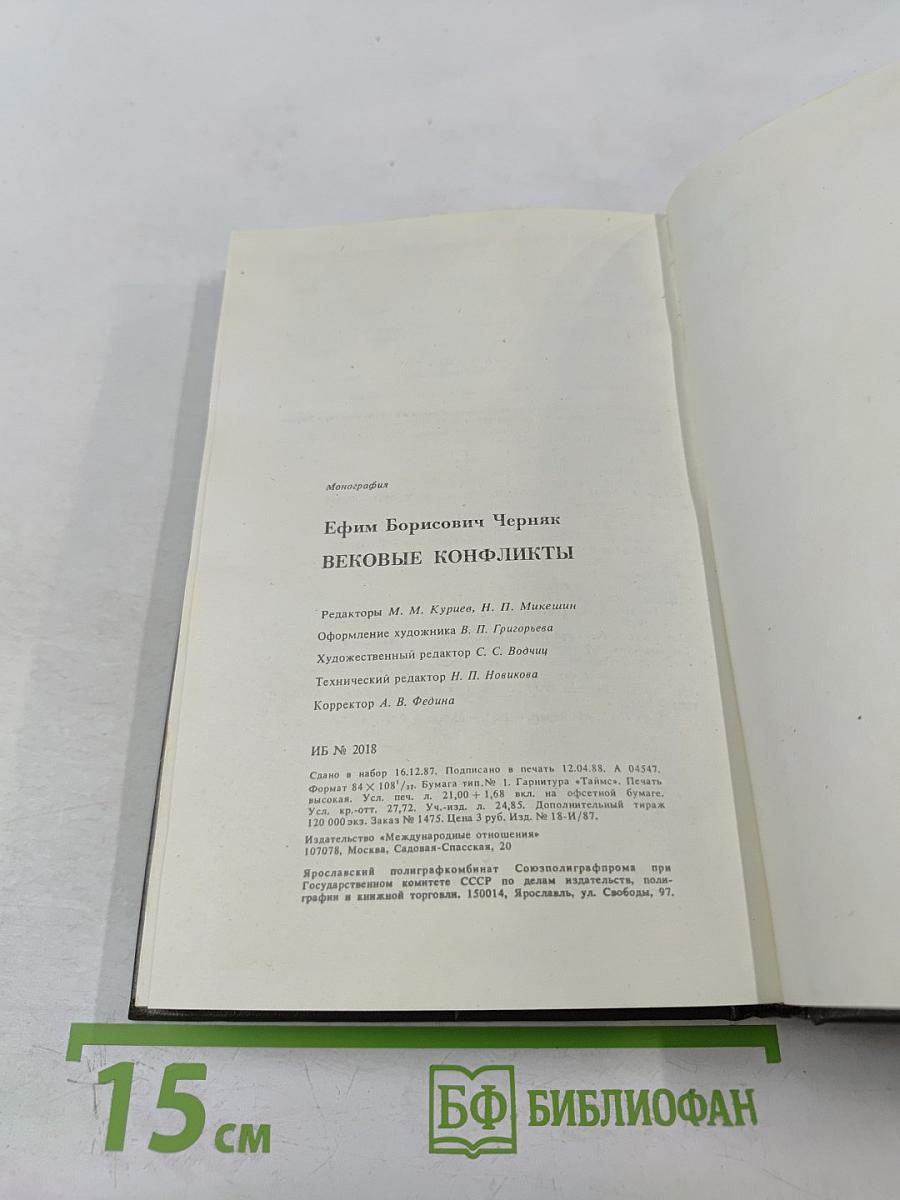 Монография
Ефим Борисович Черняк
ВЕКОВЫЕ КОНФЛИКТЫ
Редакторы М. М. Куриев, Н. П. Микешин
Оформление художника В. П. Григорьева
Художественный редактор С. С. Водчиц
Технический редактор Н. П. Новикова
Корректор А. В. Федина
ИБ № 2018
Сдано в набор 16.12.87. Подписано в печать 12.04.88. А 04547.
Формат 84×108¹/₃₂. Бумага тип. № 1. Гарнитура «Таймс». Печать
высокая. Усл. печ. л. 21,00+1,68 вкл. на офсетной бумаге.
Усл. кр.-отт. 27,72. Уч.-изд. л. 24,85. Дополнительный тираж
120 000 экз. Заказ № 1475. Цена 3 руб. Изд. № 18-И/87.
Издательство «Международные отношения»
107078, Москва, Садовая-Спасская, 20
Ярославский полиграфкомбинат Союзполиграфпрома при
Государственном комитете СССР по делам издательств, поли-
графии и книжной торговли. 150014, Ярославль, ул. Свободы, 97.
15 см
БФ БИБЛИОФАН